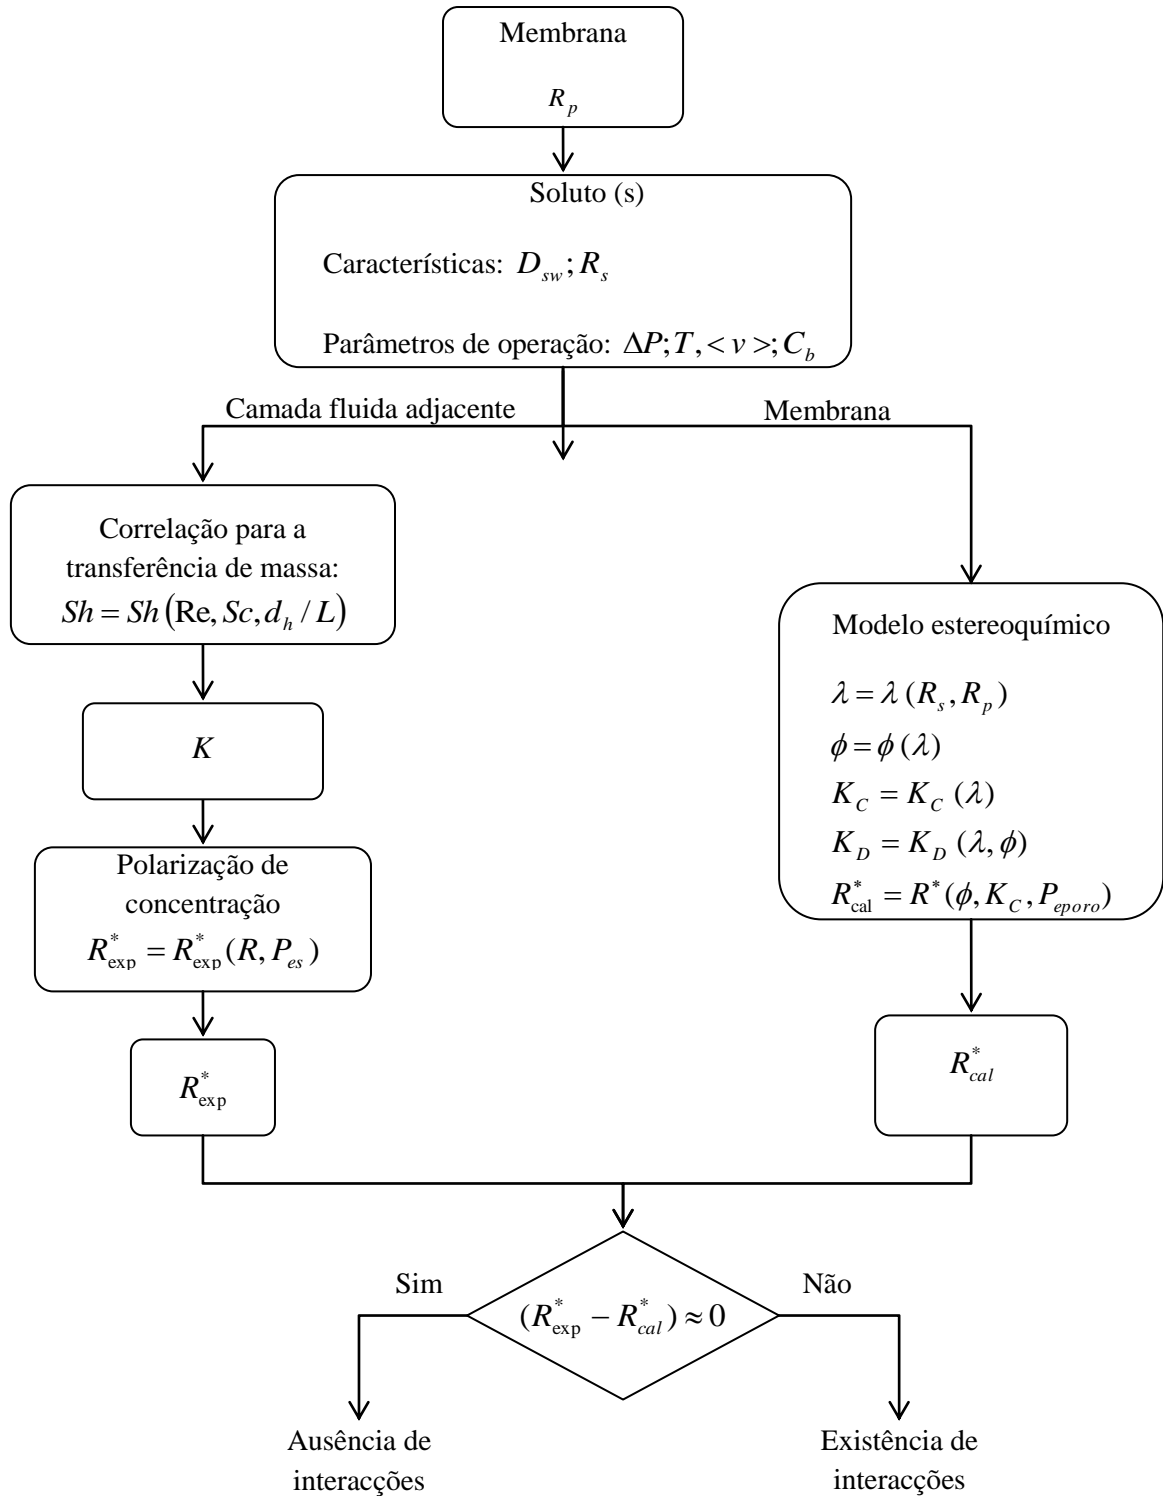 Membrana
R_p
Soluto (s)
Características: D_sw; R_s
Parâmetros de operação: ΔP; T, < v >; C_b
Camada fluida adjacente
Membrana
Correlação para a
transferência de massa:
Sh = Sh (Re, Sc, d_h / L)
K
Polarização de
concentração
R*_exp = R*_exp (R, P_es)
R*_exp
Modelo estereoquímico
λ = λ (R_s, R_p)
ϕ = ϕ (λ)
K_C = K_C (λ)
K_D = K_D (λ, ϕ)
R*_cal = R* (ϕ, K_C, P_eporo)
R*_cal
Sim
Não
(R*_exp − R*_cal) ≈ 0
Ausência de
interacções
Existência de
interacções